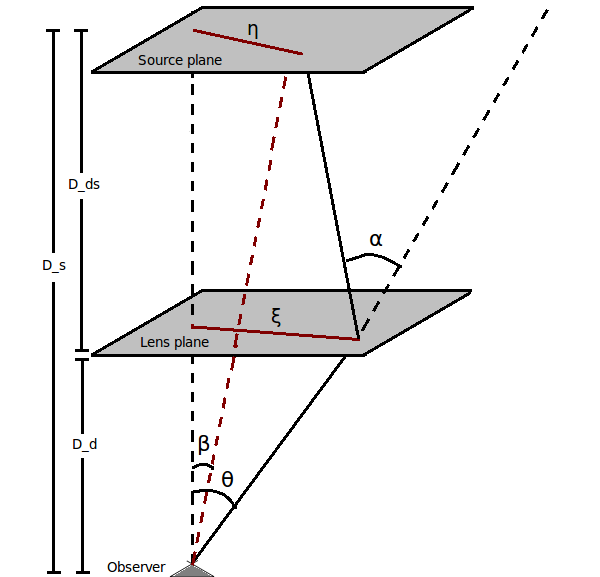 η
Source plane
D_ds
α
D_s
ξ
Lens plane
D_d
β
θ
Observer